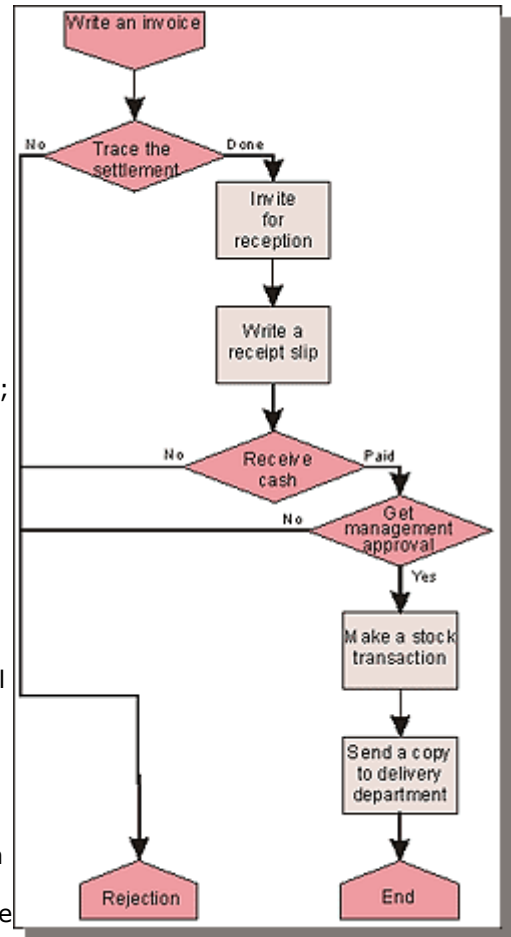 Write an invoice
No
Trace the
settlement
Done
Invite
for
reception
Write a
receipt slip
;
No
Receive
cash
Paid
No
Get
management
approval
Yes
Make a stock
transaction
l
Send a copy
to delivery
department
Rejection
End
e